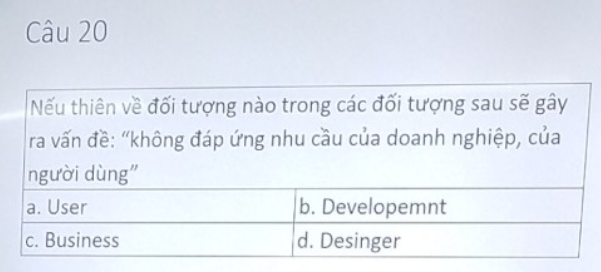 Câu 20
Nếu thiên về đối tượng nào trong các đối tượng sau sẽ gây
ra vấn đề: “không đáp ứng nhu cầu của doanh nghiệp, của
người dùng”
a. User
b. Developemnt
c. Business
d. Desinger